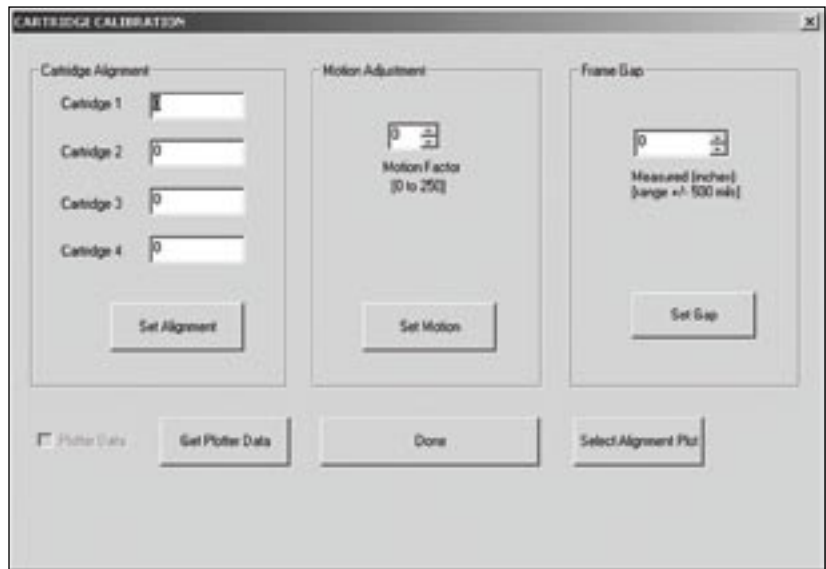 CARTRIDGE CALIBRATION
Cartridge Alignment
Cartridge 1 0
Cartridge 2 0
Cartridge 3 0
Cartridge 4 0
Set Alignment
Motion Adjustment
0
Motion Factor
[0 to 250]
Set Motion
Frame Gap
0
Measured (inches)
[range +/- 500 mils]
Set Gap
Plotter Data
Get Plotter Data
Done
Select Alignment Plot